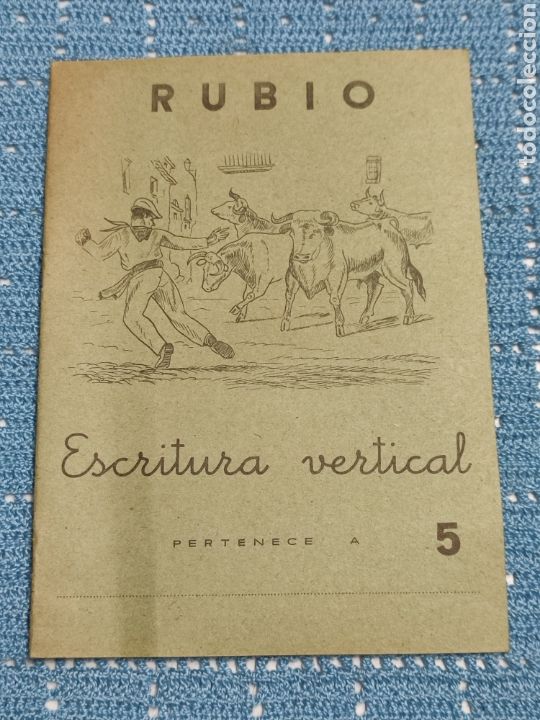 RUBIO
Escritura vertical
PERTENECE A 5
todocoleccion